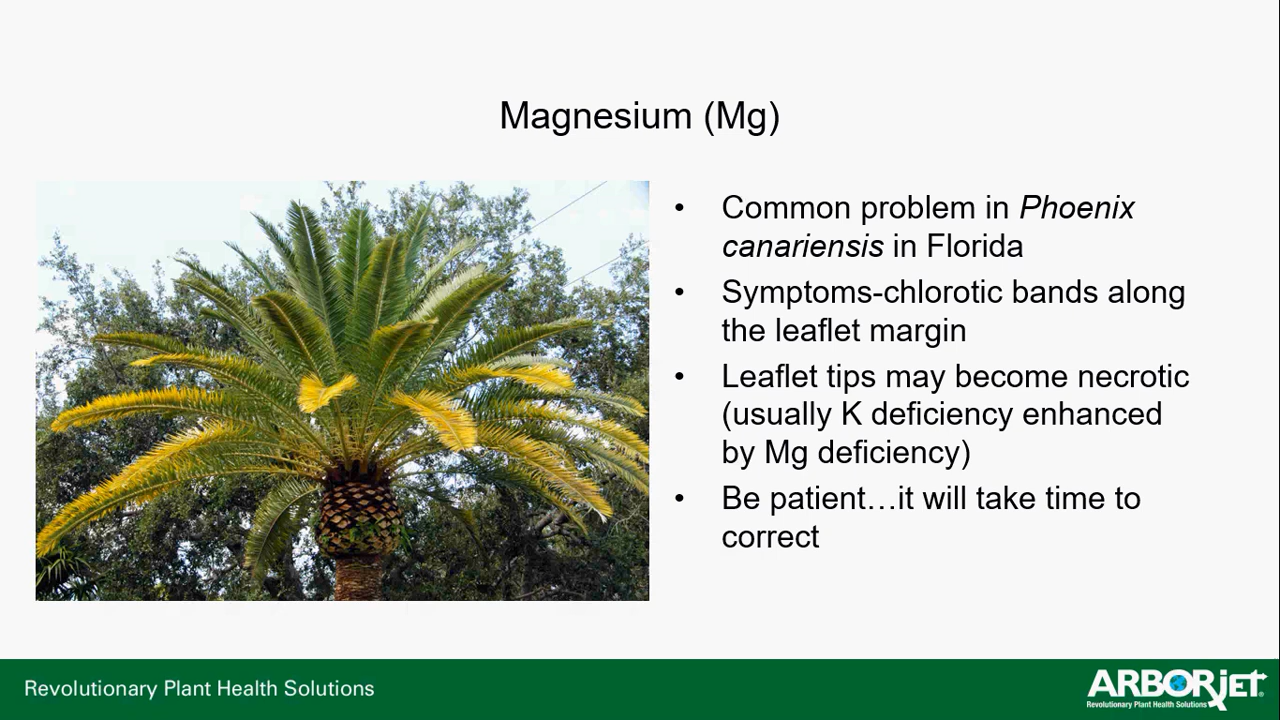 Magnesium (Mg)
• Common problem in Phoenix
canariensis in Florida
• Symptoms-chlorotic bands along
the leaflet margin
• Leaflet tips may become necrotic
(usually K deficiency enhanced
by Mg deficiency)
• Be patient…it will take time to
correct
Revolutionary Plant Health Solutions
ARBORjet®
Revolutionary Plant Health Solutions